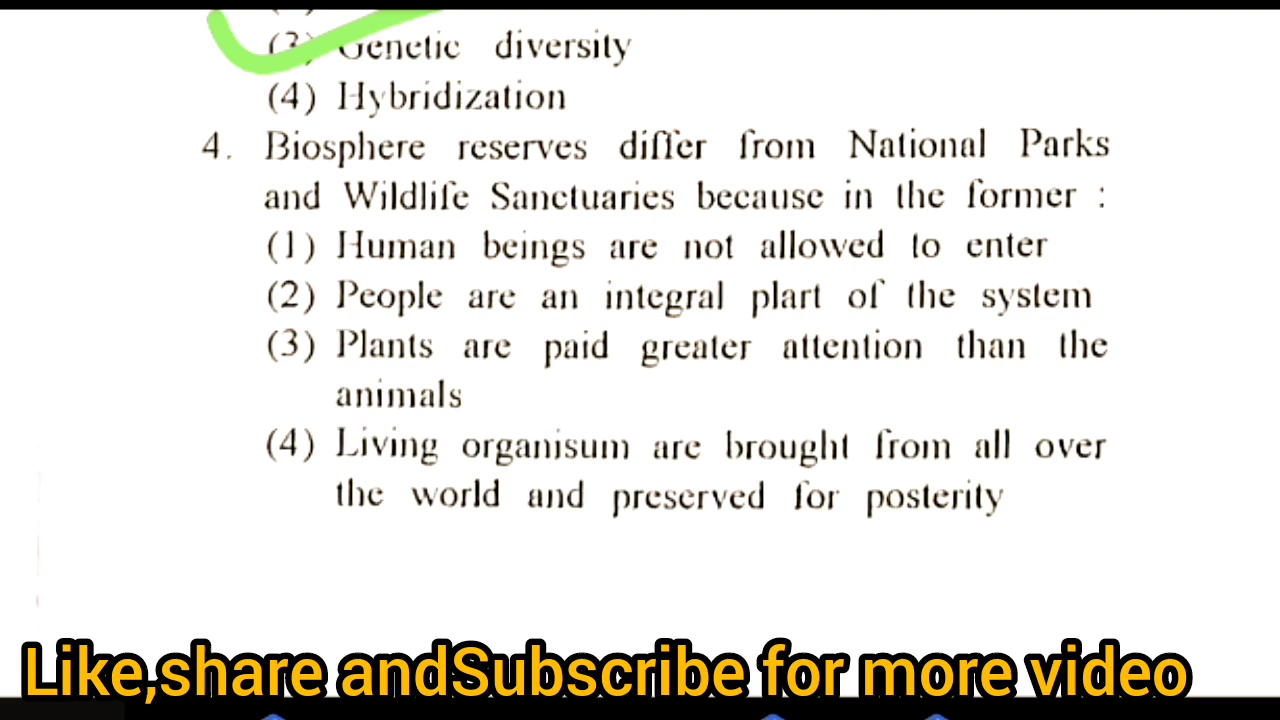 (3) Genetic diversity
(4) Hybridization
4. Biosphere reserves differ from National Parks
and Wildlife Sanctuaries because in the former :
(1) Human beings are not allowed to enter
(2) People are an integral plart of the system
(3) Plants are paid greater attention than the
animals
(4) Living organisum are brought from all over
the world and preserved for posterity
Like,share andSubscribe for more video